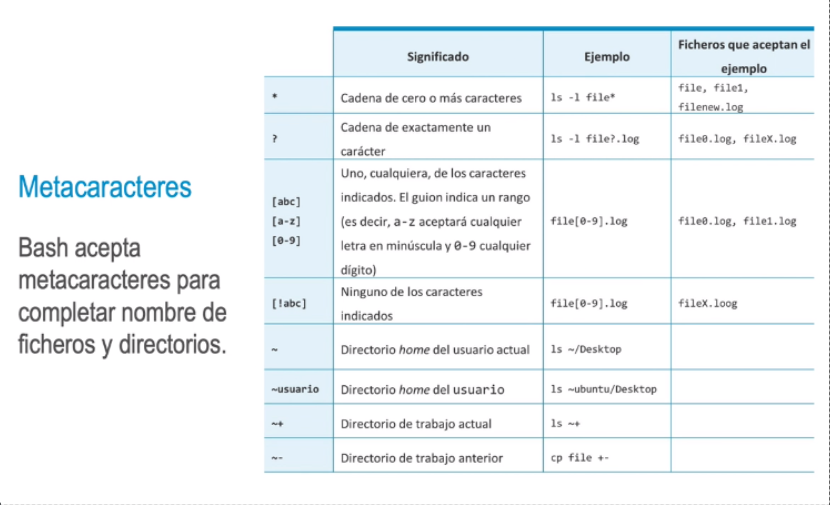 Metacaracteres
Bash acepta
metacaracteres para
completar nombre de
ficheros y directorios.
Significado Ejemplo Ficheros que aceptan el
ejemplo
* Cadena de cero o más caracteres ls -l file* file, file1,
filenew.log
? Cadena de exactamente un
carácter ls -l file?.log file0.log, fileX.log
[abc]
[a-z]
[0-9]
Uno, cualquiera, de los caracteres
indicados. El guion indica un rango
(es decir, a-z aceptará cualquier
letra en minúscula y 0-9 cualquier
dígito)
file[0-9].log file0.log, file1.log
[!abc] Ninguno de los caracteres
indicados file[0-9].log fileX.loog
~ Directorio home del usuario actual ls ~/Desktop
~usuario Directorio home del usuario ls ~ubuntu/Desktop
~+ Directorio de trabajo actual ls ~+
~- Directorio de trabajo anterior cp file +-